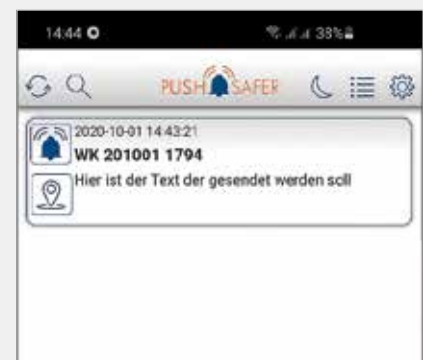 14:44 38%
PUSHSAFER
2020-10-01 14:43:21
WK 201001 1794
Hier ist der Text der gesendet werden soll